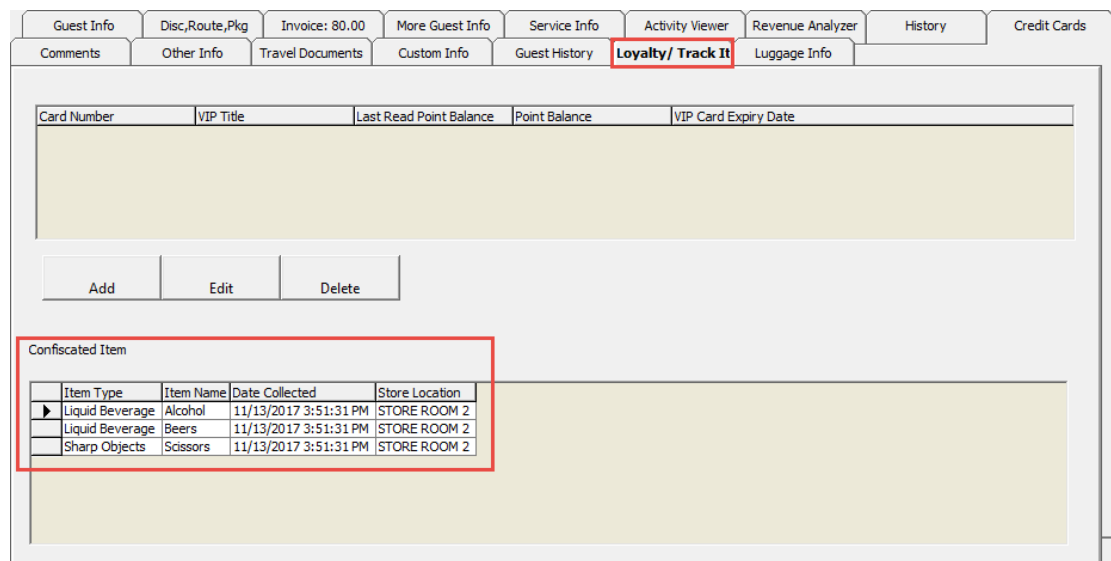 Guest Info Disc,Route,Pkg Invoice: 80.00 More Guest Info Service Info Activity Viewer Revenue Analyzer History Credit Cards
Comments Other Info Travel Documents Custom Info Guest History Loyalty/ Track It Luggage Info
Card Number VIP Title Last Read Point Balance Point Balance VIP Card Expiry Date
Add Edit Delete
Confiscated Item
Item Type Item Name Date Collected Store Location
Liquid Beverage Alcohol 11/13/2017 3:51:31 PM STORE ROOM 2
Liquid Beverage Beers 11/13/2017 3:51:31 PM STORE ROOM 2
Sharp Objects Scissors 11/13/2017 3:51:31 PM STORE ROOM 2